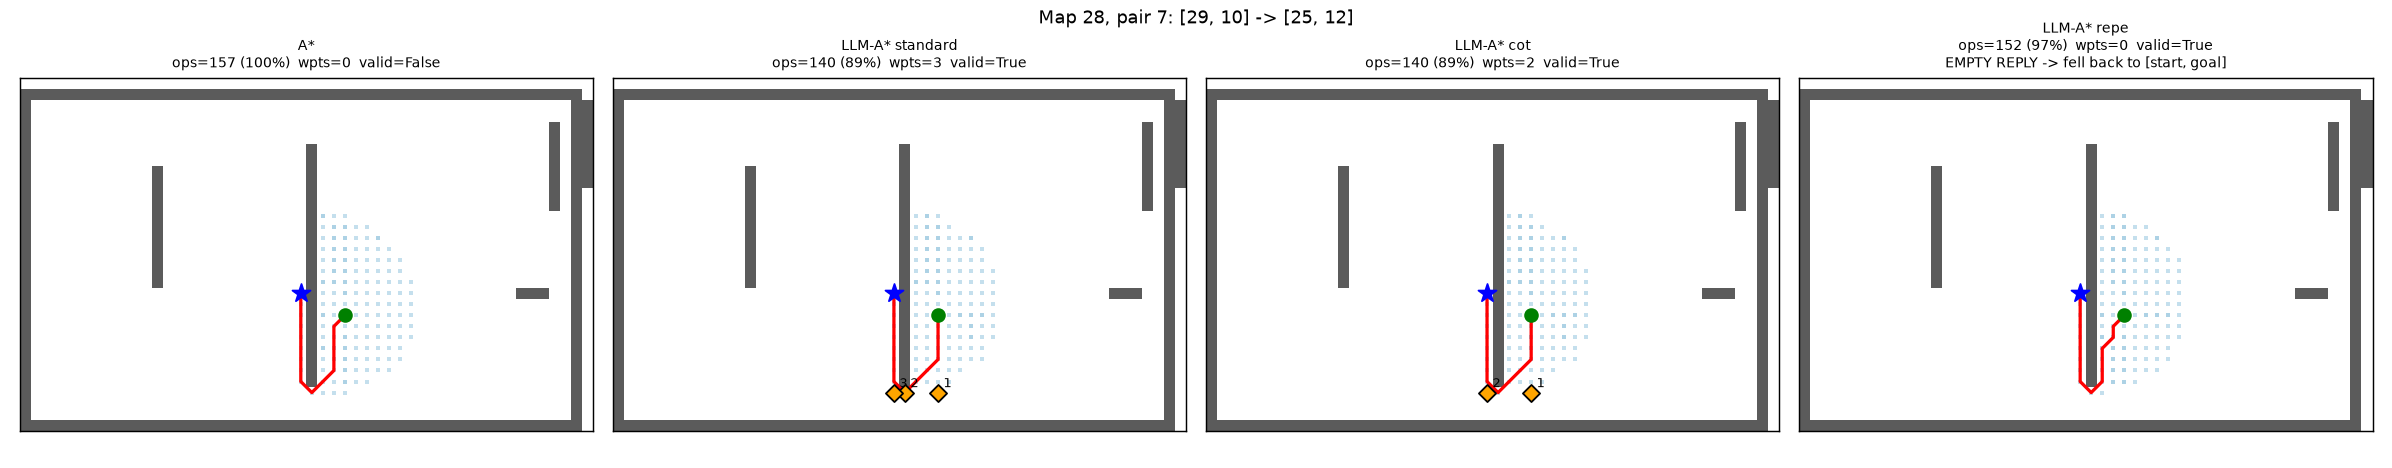 Map 28, pair 7: [29, 10] -> [25, 12]
A*
ops=157 (100%)  wpts=0  valid=False
LLM-A* standard
ops=140 (89%)  wpts=3  valid=True
LLM-A* cot
ops=140 (89%)  wpts=2  valid=True
LLM-A* repe
ops=152 (97%)  wpts=0  valid=True
EMPTY REPLY -> fell back to [start, goal]
3 2 1
2 1